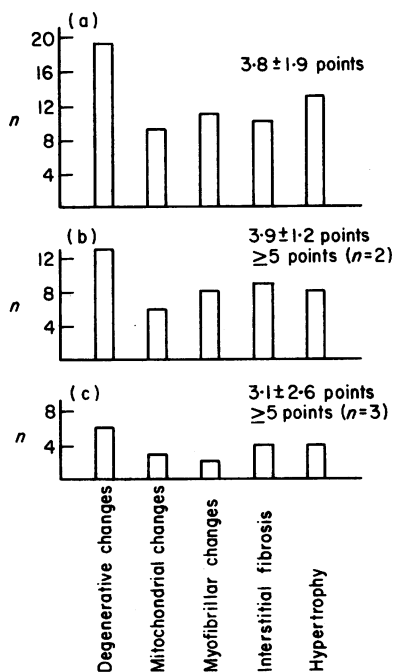 (a)
20
16
12
8
4
n
3·8±1·9 points
(b)
12
8
4
n
3·9±1·2 points
≥5 points (n=2)
(c)
8
4
n
3·1±2·6 points
≥5 points (n=3)
Degenerative changes
Mitochondrial changes
Myofibrillar changes
Interstitial fibrosis
Hypertrophy